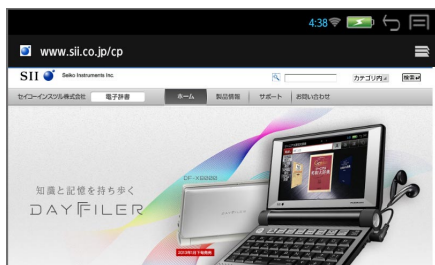 4:38
www.sii.co.jp/cp
SII Seiko Instruments Inc
カテゴリ内 検索
セイコーインスツル株式会社 電子辞書 ホーム 製品情報 サポート お問い合わせ
DF-X10000
知識と記憶を持ち歩く
DAYFILER